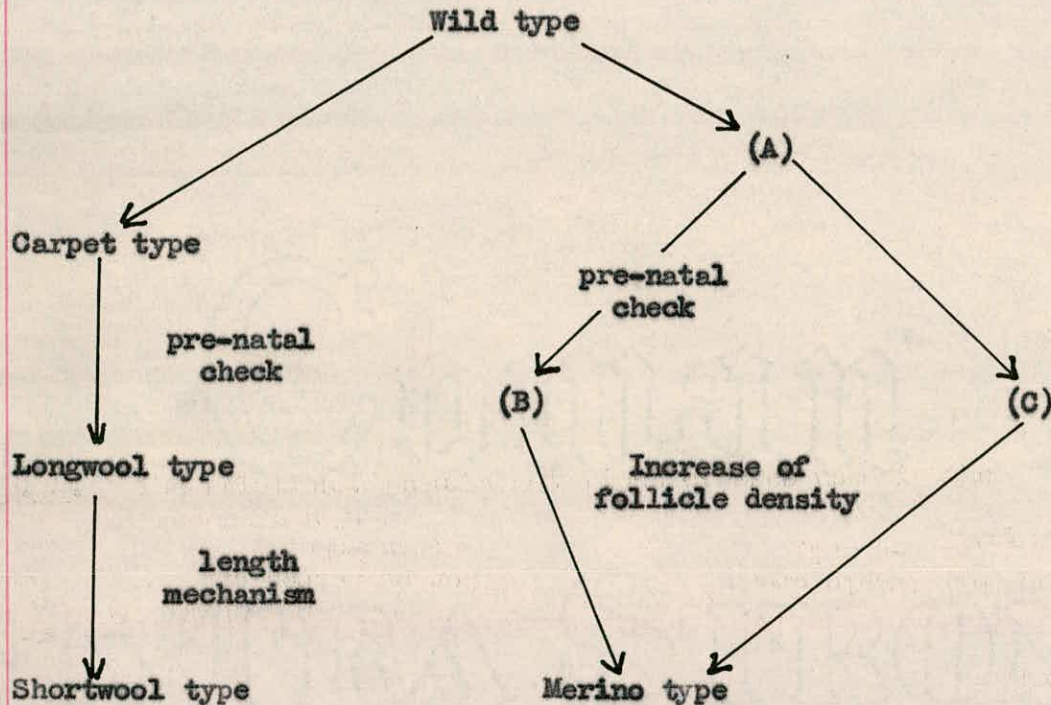 Wild type
(A)
Carpet type
pre-natal
check
pre-natal
check
(B)
(C)
Longwool type
Increase of
follicle density
length
mechanism
Shortwool type
Merino type